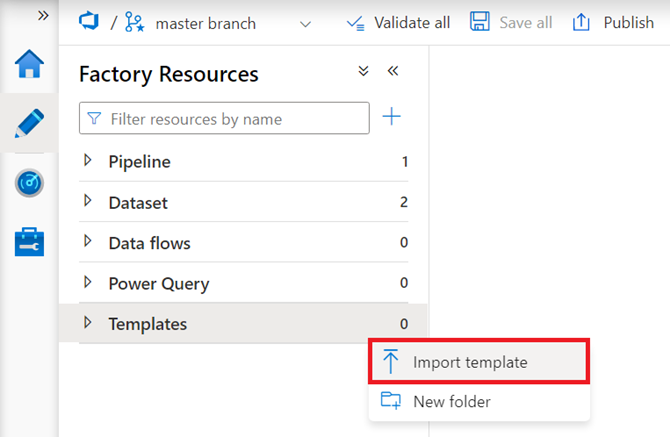 » / master branch Validate all Save all Publish
Factory Resources «
Filter resources by name +
Pipeline 1
Dataset 2
Data flows 0
Power Query 0
Templates 0
Import template
New folder